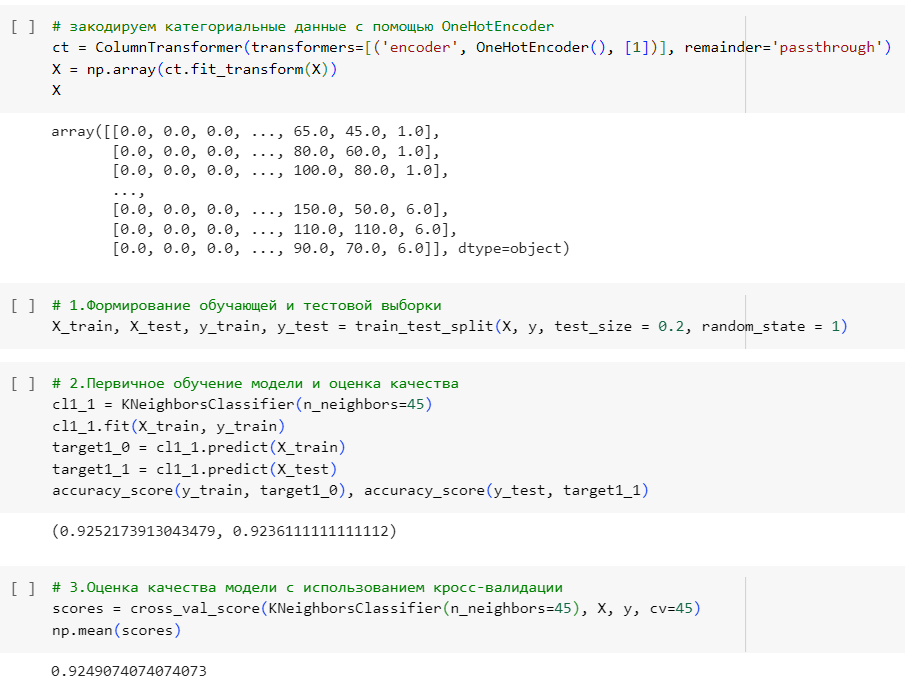 [ ] # закодируем категориальные данные с помощью OneHotEncoder
ct = ColumnTransformer(transformers=[('encoder', OneHotEncoder(), [1])], remainder='passthrough')
X = np.array(ct.fit_transform(X))
X
array([[0.0, 0.0, 0.0, ..., 65.0, 45.0, 1.0],
[0.0, 0.0, 0.0, ..., 80.0, 60.0, 1.0],
[0.0, 0.0, 0.0, ..., 100.0, 80.0, 1.0],
...,
[0.0, 0.0, 0.0, ..., 150.0, 50.0, 6.0],
[0.0, 0.0, 0.0, ..., 110.0, 110.0, 6.0],
[0.0, 0.0, 0.0, ..., 90.0, 70.0, 6.0]], dtype=object)
[ ] # 1.Формирование обучающей и тестовой выборки
X_train, X_test, y_train, y_test = train_test_split(X, y, test_size = 0.2, random_state = 1)
[ ] # 2.Первичное обучение модели и оценка качества
cl1_1 = KNeighborsClassifier(n_neighbors=45)
cl1_1.fit(X_train, y_train)
target1_0 = cl1_1.predict(X_train)
target1_1 = cl1_1.predict(X_test)
accuracy_score(y_train, target1_0), accuracy_score(y_test, target1_1)
(0.9252173913043479, 0.9236111111111112)
[ ] # 3.Оценка качества модели с использованием кросс-валидации
scores = cross_val_score(KNeighborsClassifier(n_neighbors=45), X, y, cv=45)
np.mean(scores)
0.9249074074074073